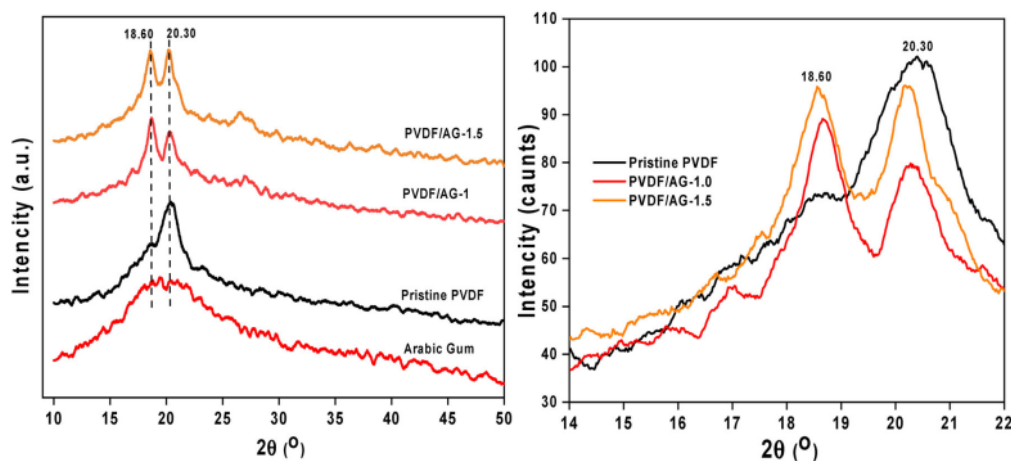 18.60 20.30
PVDF/AG-1.5
PVDF/AG-1
Pristine PVDF
Arabic Gum
Intencity (a.u.)
10 15 20 25 30 35 40 45 50
2θ (O)
110
100
90
80
70
60
50
40
30
20.30
18.60
Pristine PVDF
PVDF/AG-1.0
PVDF/AG-1.5
Intencity (caunts)
14 15 16 17 18 19 20 21 22
2θ (O)